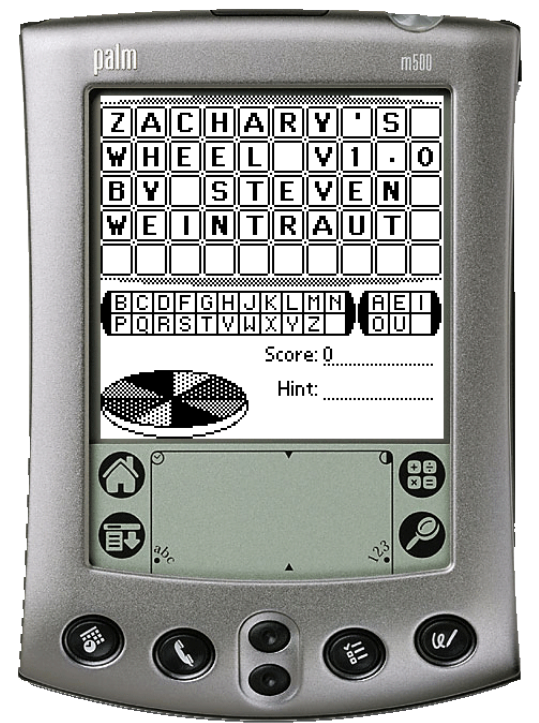 palm m500
ZACHARY'S
WHEEL V1.0
BY STEVEN
WEINTRAUT
BCDFGHJKLMN AEI
PQRSTVWXYZ OU
Score: 0
Hint:
abc 123